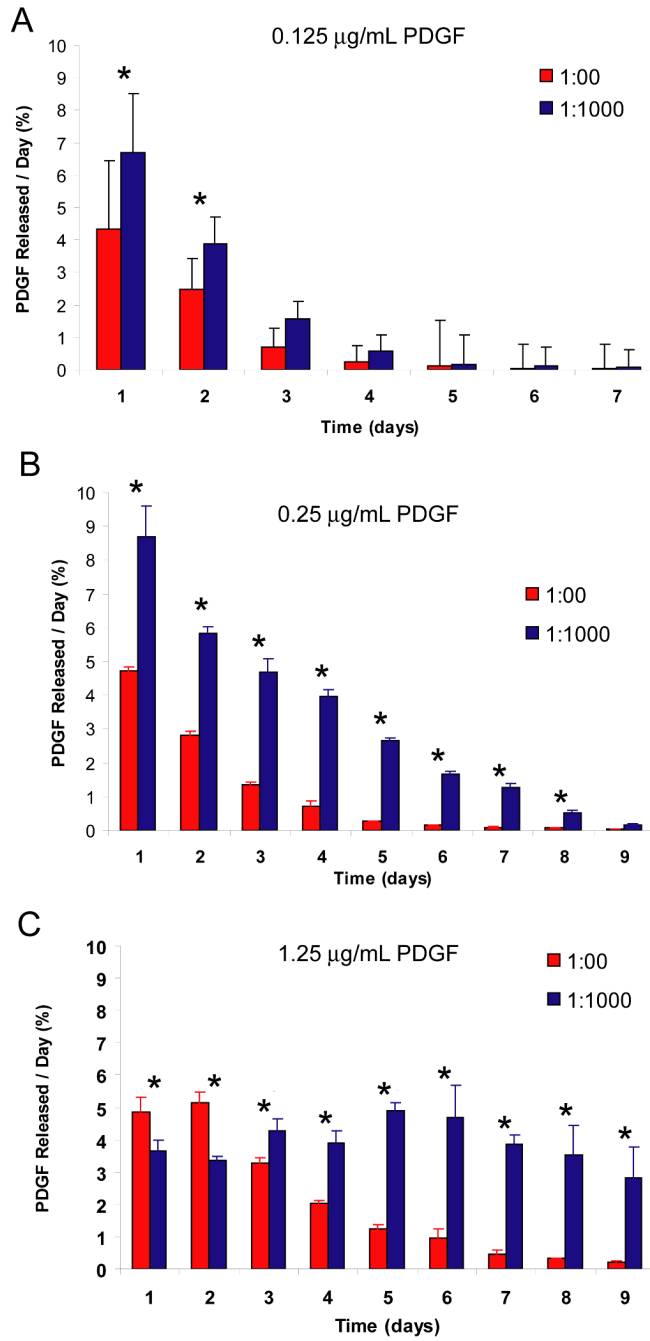 A
0.125 μg/mL PDGF
PDGF Released / Day (%)
10
9
8
7
6
5
4
3
2
1
0
*
*
1:00
1:1000
1 2 3 4 5 6 7
Time (days)
B
0.25 μg/mL PDGF
PDGF Released / Day (%)
10
9
8
7
6
5
4
3
2
1
0
* * * * * * * *
1:00
1:1000
1 2 3 4 5 6 7 8 9
Time (days)
C
1.25 μg/mL PDGF
PDGF Released / Day (%)
10
9
8
7
6
5
4
3
2
1
0
* * * * * * * * *
1:00
1:1000
1 2 3 4 5 6 7 8 9
Time (days)